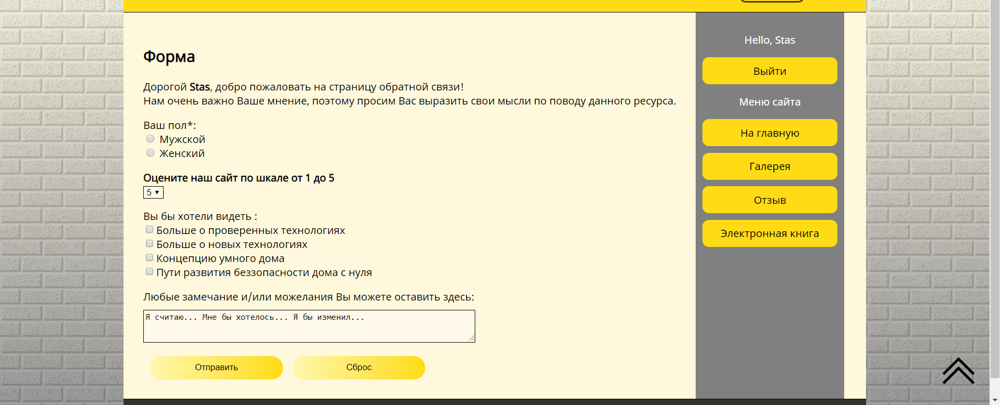 Форма
Дорогой Stas, добро пожаловать на страницу обратной связи!
Нам очень важно Ваше мнение, поэтому просим Вас выразить свои мысли по поводу данного ресурса.
Ваш пол*:
Мужской
Женский
Оцените наш сайт по шкале от 1 до 5
5
Вы бы хотели видеть :
Больше о проверенных технологиях
Больше о новых технологиях
Концепцию умного дома
Пути развития беззопасности дома с нуля
Любые замечание и/или можелания Вы можете оставить здесь:
Я считаю... Мне бы хотелось... Я бы изменил...
Отправить
Сброс
Hello, Stas
Выйти
Меню сайта
На главную
Галерея
Отзыв
Электронная книга